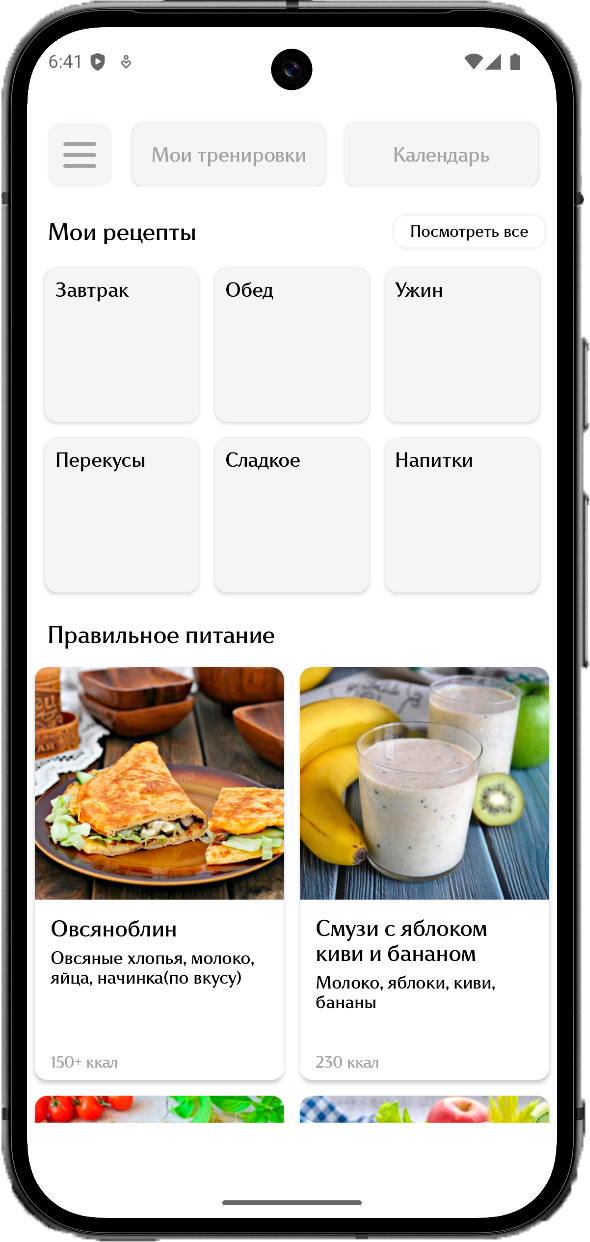 6:41
Мои тренировки
Календарь
Мои рецепты
Посмотреть все
Завтрак
Обед
Ужин
Перекусы
Сладкое
Напитки
Правильное питание
Овсяноблин
Овсяные хлопья, молоко,
яйца, начинка(по вкусу)
150+ ккал
Смузи с яблоком
киви и бананом
Молоко, яблоки, киви,
бананы
230 ккал